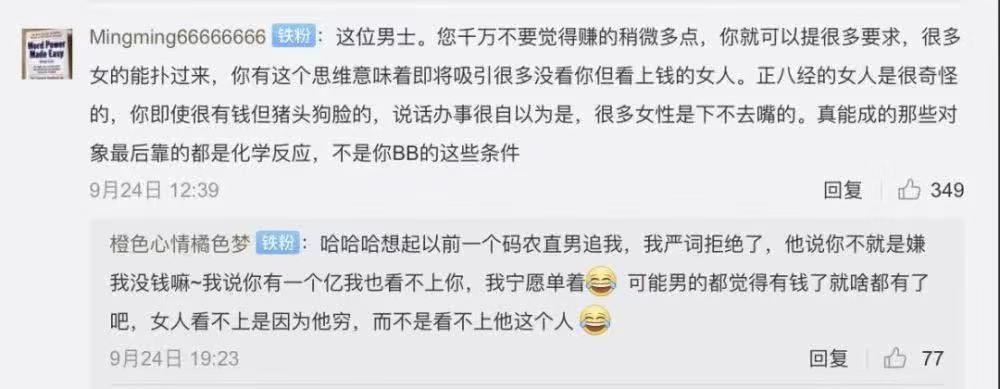 Word Power
Made Easy
Mingming66666666 铁粉：这位男士。您千万不要觉得赚的稍微多点，你就可以提很多要求，很多
女的能扑过来，你有这个思维意味着即将吸引很多没看你但看上钱的女人。正八经的女人是很奇怪
的，你即使很有钱但猪头狗脸的，说话办事很自以为是，很多女性是下不去嘴的。真能成的那些对
象最后靠的都是化学反应，不是你BB的这些条件
9月24日 12:39 回复 349
橙色心情橘色梦 铁粉：哈哈哈想起以前一个码农直男追我，我严词拒绝了，他说你不就是嫌
我没钱嘛~我说你有一个亿我也看不上你，我宁愿单着😂 可能男的都觉得有钱了就啥都有了
吧，女人看不上是因为他穷，而不是看不上他这个人😂
9月24日 19:23 回复 77